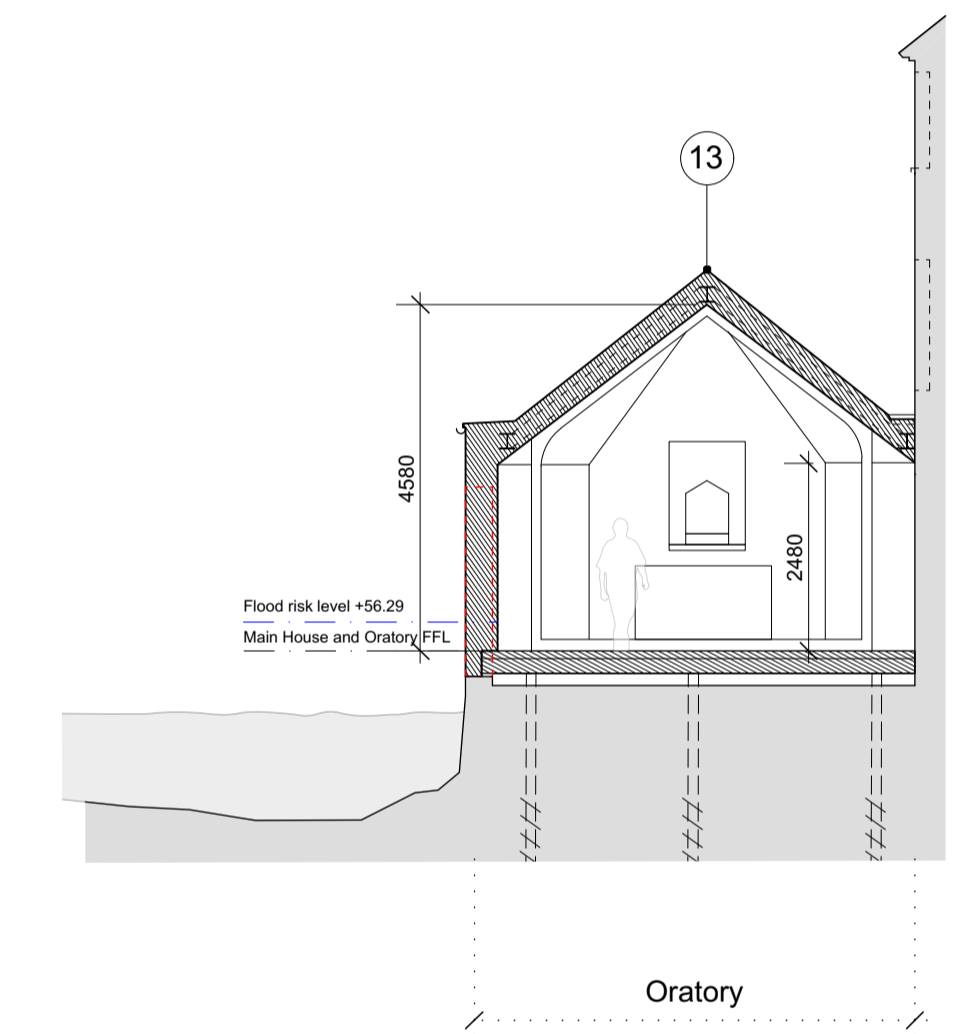 13
4580
2480
Flood risk level +56.29
Main House and Oratory FFL
Oratory